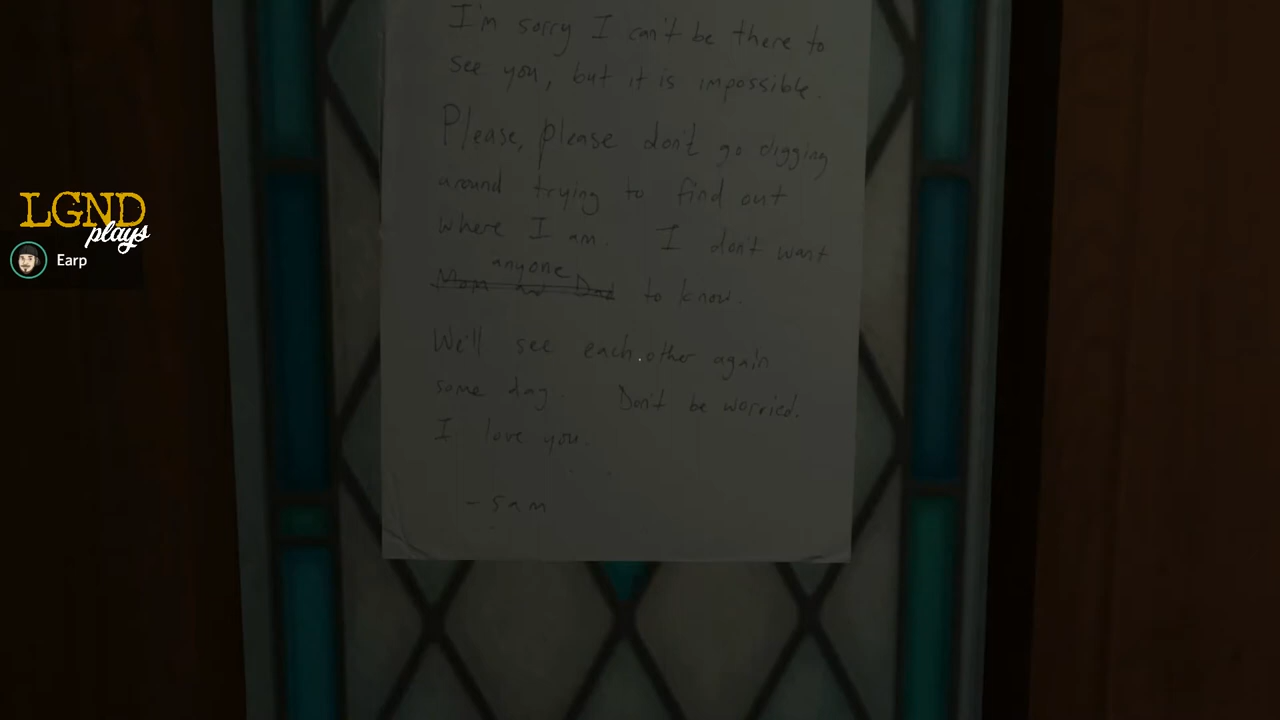 I'm sorry I can't be there to
see you, but it is impossible.
Please, please don't go digging
around trying to find out
where I am. I don't want
anyone
Mom and Dad to know.
We'll see each other again
some day. Don't be worried.
I love you.
- Sam
LGND
plays
Earp